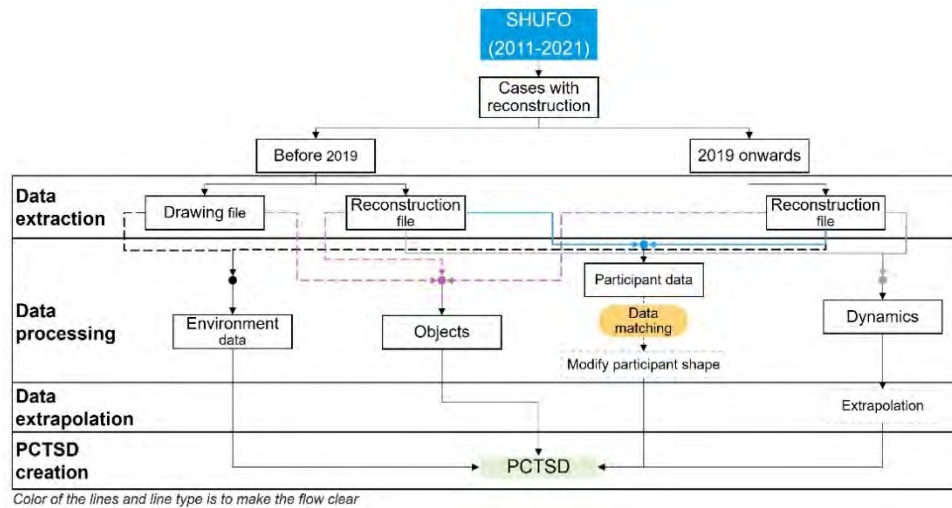 SHUFO
(2011-2021)
Cases with
reconstruction
Before 2019
2019 onwards
Data
extraction
Drawing file
Reconstruction
file
Reconstruction
file
Data
processing
Participant data
Environment
data
Objects
Data
matching
Dynamics
Modify participant shape
Data
extrapolation
Extrapolation
PCTSD
creation
PCTSD
Color of the lines and line type is to make the flow clear